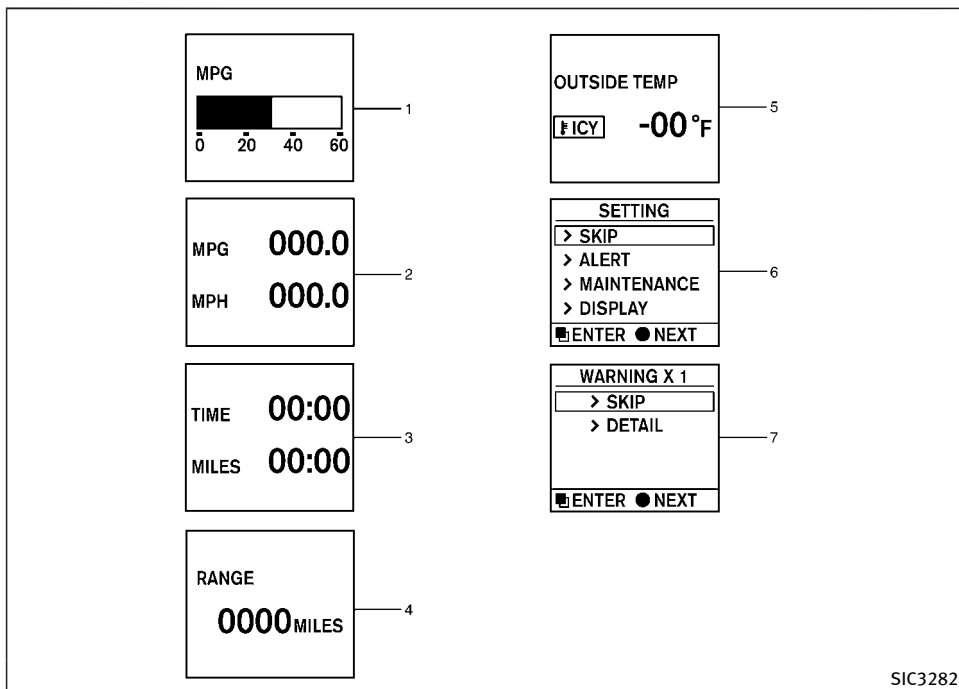 MPG
0 20 40 60
1
MPG 000.0
MPH 000.0
2
TIME 00:00
MILES 00:00
3
RANGE
0000 MILES
4
OUTSIDE TEMP
ICY -00°F
5
SETTING
> SKIP
> ALERT
> MAINTENANCE
> DISPLAY
ENTER ● NEXT
6
WARNING X 1
> SKIP
> DETAIL
ENTER ● NEXT
7
SIC3282